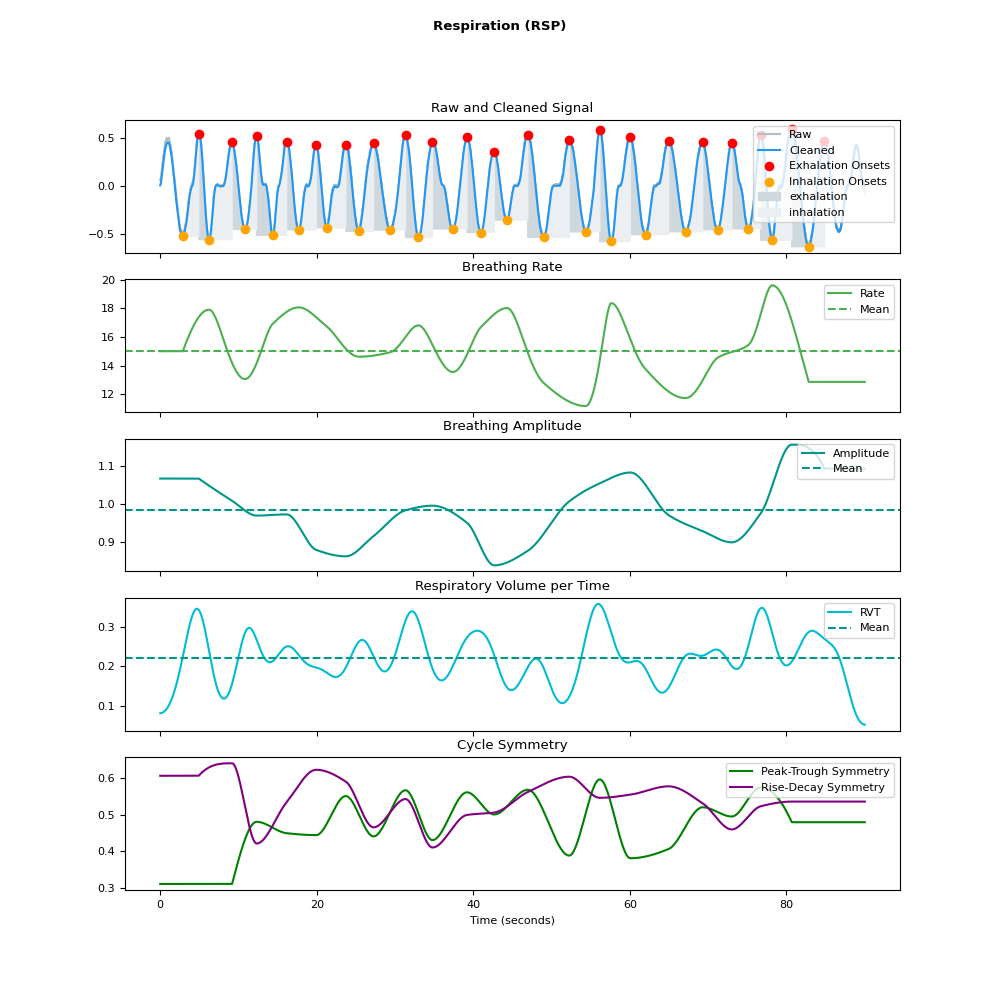 Respiration (RSP)
Raw and Cleaned Signal
0.5
0.0
−0.5
Raw
Cleaned
Exhalation Onsets
Inhalation Onsets
exhalation
inhalation
Breathing Rate
20
18
16
14
12
Rate
Mean
Breathing Amplitude
1.1
1.0
0.9
Amplitude
Mean
Respiratory Volume per Time
0.3
0.2
0.1
RVT
Mean
Cycle Symmetry
0.6
0.5
0.4
0.3
Peak-Trough Symmetry
Rise-Decay Symmetry
0 20 40 60 80
Time (seconds)